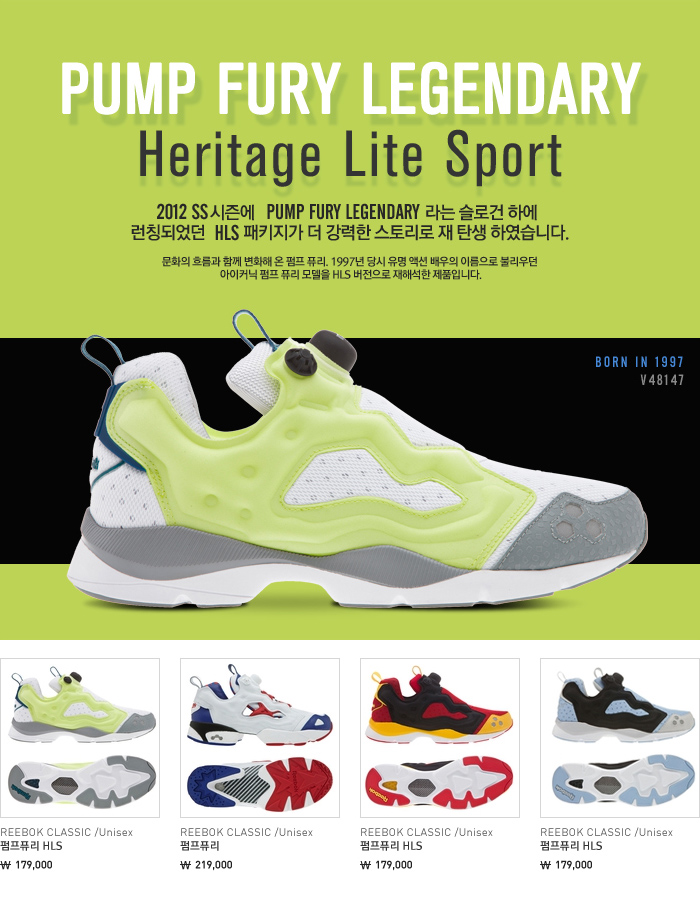 PUMP FURY LEGENDARY
Heritage Lite Sport
2012 SS시즌에 PUMP FURY LEGENDARY 라는 슬로건 하에
런칭되었던 HLS 패키지가 더 강력한 스토리로 재 탄생 하였습니다.
문화의 흐름과 함께 변화해 온 펌프 퓨리. 1997년 당시 유명 액션 배우의 이름으로 불리우던
아이커닉 펌프 퓨리 모델을 HLS 버전으로 재해석한 제품입니다.
BORN IN 1997
V48147
REEBOK CLASSIC /Unisex
펌프퓨리 HLS
₩ 179,000
REEBOK CLASSIC /Unisex
펌프퓨리
₩ 219,000
REEBOK CLASSIC /Unisex
펌프퓨리 HLS
₩ 179,000
REEBOK CLASSIC /Unisex
펌프퓨리 HLS
₩ 179,000